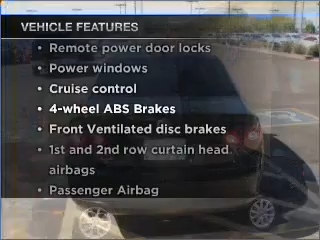 VEHICLE FEATURES
• Remote power door locks
• Power windows
• Cruise control
• 4-wheel ABS Brakes
• Front Ventilated disc brakes
• 1st and 2nd row curtain head
airbags
• Passenger Airbag